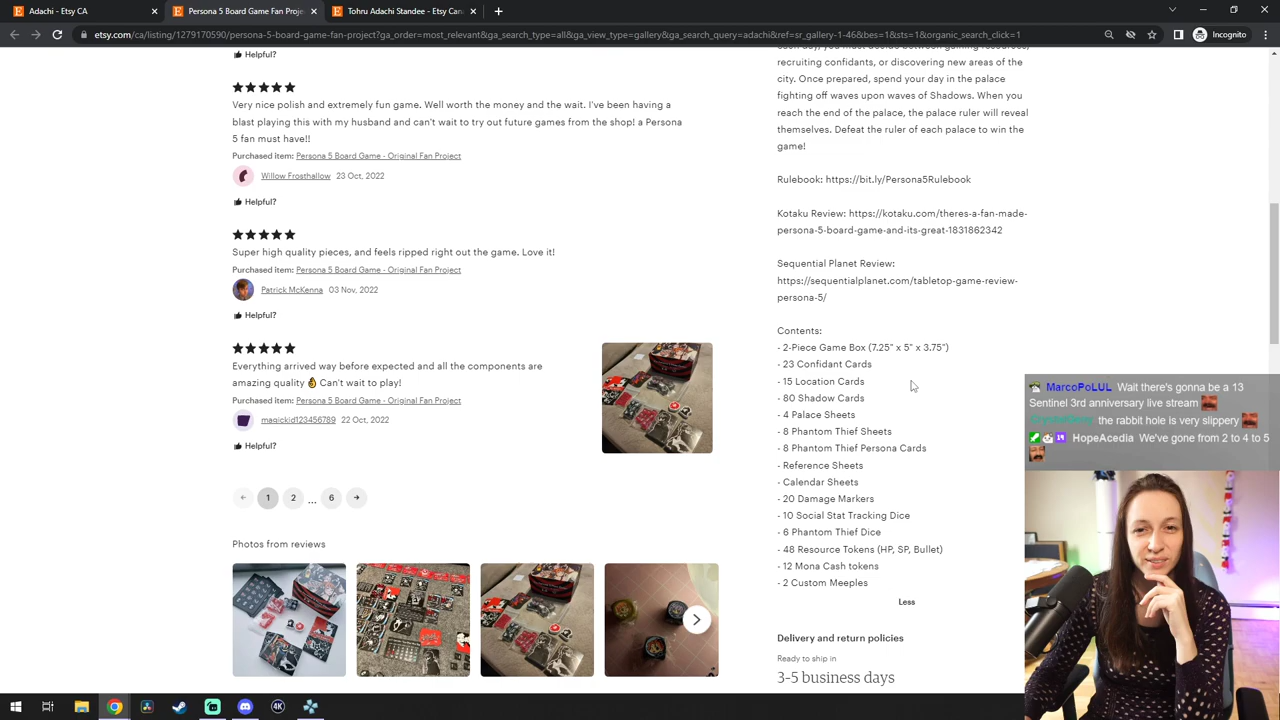 Adachi - Etsy CA
Persona 5 Board Game - Fan Proje
Tohru Adachi Standee - Etsy Can
etsy.com/ca/listing/1279170590/persona-5-board-game-fan-project?ga_order=most_relevant&ga_search_type=all&ga_view_type=gallery&ga_search_query=adachi&ref=sr_gallery-1-46&bes=1&sts=1&organic_search_click=1
Incognito
Helpful?
Very nice polish and extremely fun game. Well worth the money and the wait. I've been having a
blast playing this with my husband and can't wait to try out future games from the shop! a Persona
5 fan must have!!
Purchased item: Persona 5 Board Game - Original Fan Project
Willow Frosthallow 23 Oct, 2022
Helpful?
Super high quality pieces, and feels ripped right out the game. Love it!
Purchased item: Persona 5 Board Game - Original Fan Project
Patrick McKenna 03 Nov, 2022
Helpful?
Everything arrived way before expected and all the components are
amazing quality 👌 Can't wait to play!
Purchased item: Persona 5 Board Game - Original Fan Project
magickid123456789 22 Oct, 2022
Helpful?
1 2 ... 6
Photos from reviews
each day, you must decide between gaining resources,
recruiting confidants, or discovering new areas of the
city. Once prepared, spend your day in the palace
fighting off waves upon waves of Shadows. When you
reach the end of the palace, the palace ruler will reveal
themselves. Defeat the ruler of each palace to win the
game!
Rulebook: https://bit.ly/Persona5Rulebook
Kotaku Review: https://kotaku.com/theres-a-fan-made-
persona-5-board-game-and-its-great-1831862342
Sequential Planet Review:
https://sequentialplanet.com/tabletop-game-review-
persona-5/
Contents:
- 2-Piece Game Box (7.25" x 5" x 3.75")
- 23 Confidant Cards
- 15 Location Cards
- 80 Shadow Cards
- 4 Palace Sheets
- 8 Phantom Thief Sheets
- 8 Phantom Thief Persona Cards
- Reference Sheets
- Calendar Sheets
- 20 Damage Markers
- 10 Social Stat Tracking Dice
- 6 Phantom Thief Dice
- 48 Resource Tokens (HP, SP, Bullet)
- 12 Mona Cash tokens
- 2 Custom Meeples
Less
Delivery and return policies
Ready to ship in
3-5 business days
MarcoPoLUL Wait there's gonna be a 13
Sentinel 3rd anniversary live stream
the rabbit hole is very slippery
HopeAcedia We've gone from 2 to 4 to 5